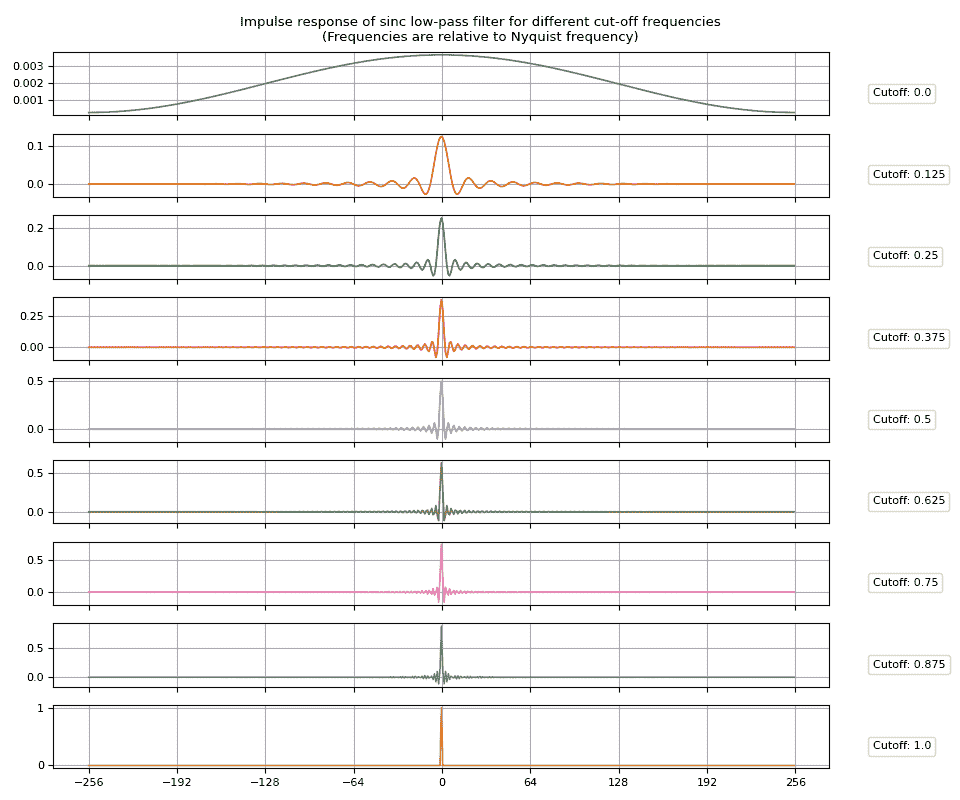 Impulse response of sinc low-pass filter for different cut-off frequencies
(Frequencies are relative to Nyquist frequency)
0.003
0.002
0.001
Cutoff: 0.0
0.1
0.0
Cutoff: 0.125
0.2
0.0
Cutoff: 0.25
0.25
0.00
Cutoff: 0.375
0.5
0.0
Cutoff: 0.5
0.5
0.0
Cutoff: 0.625
0.5
0.0
Cutoff: 0.75
0.5
0.0
Cutoff: 0.875
1
0
Cutoff: 1.0
−256 −192 −128 −64 0 64 128 192 256